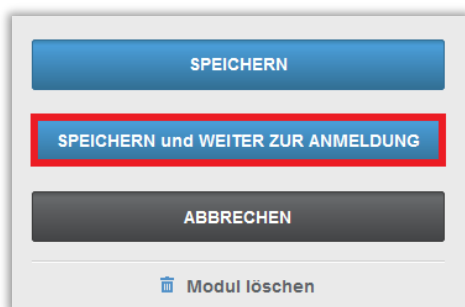 SPEICHERN
SPEICHERN und WEITER ZUR ANMELDUNG
ABBRECHEN
Modul löschen